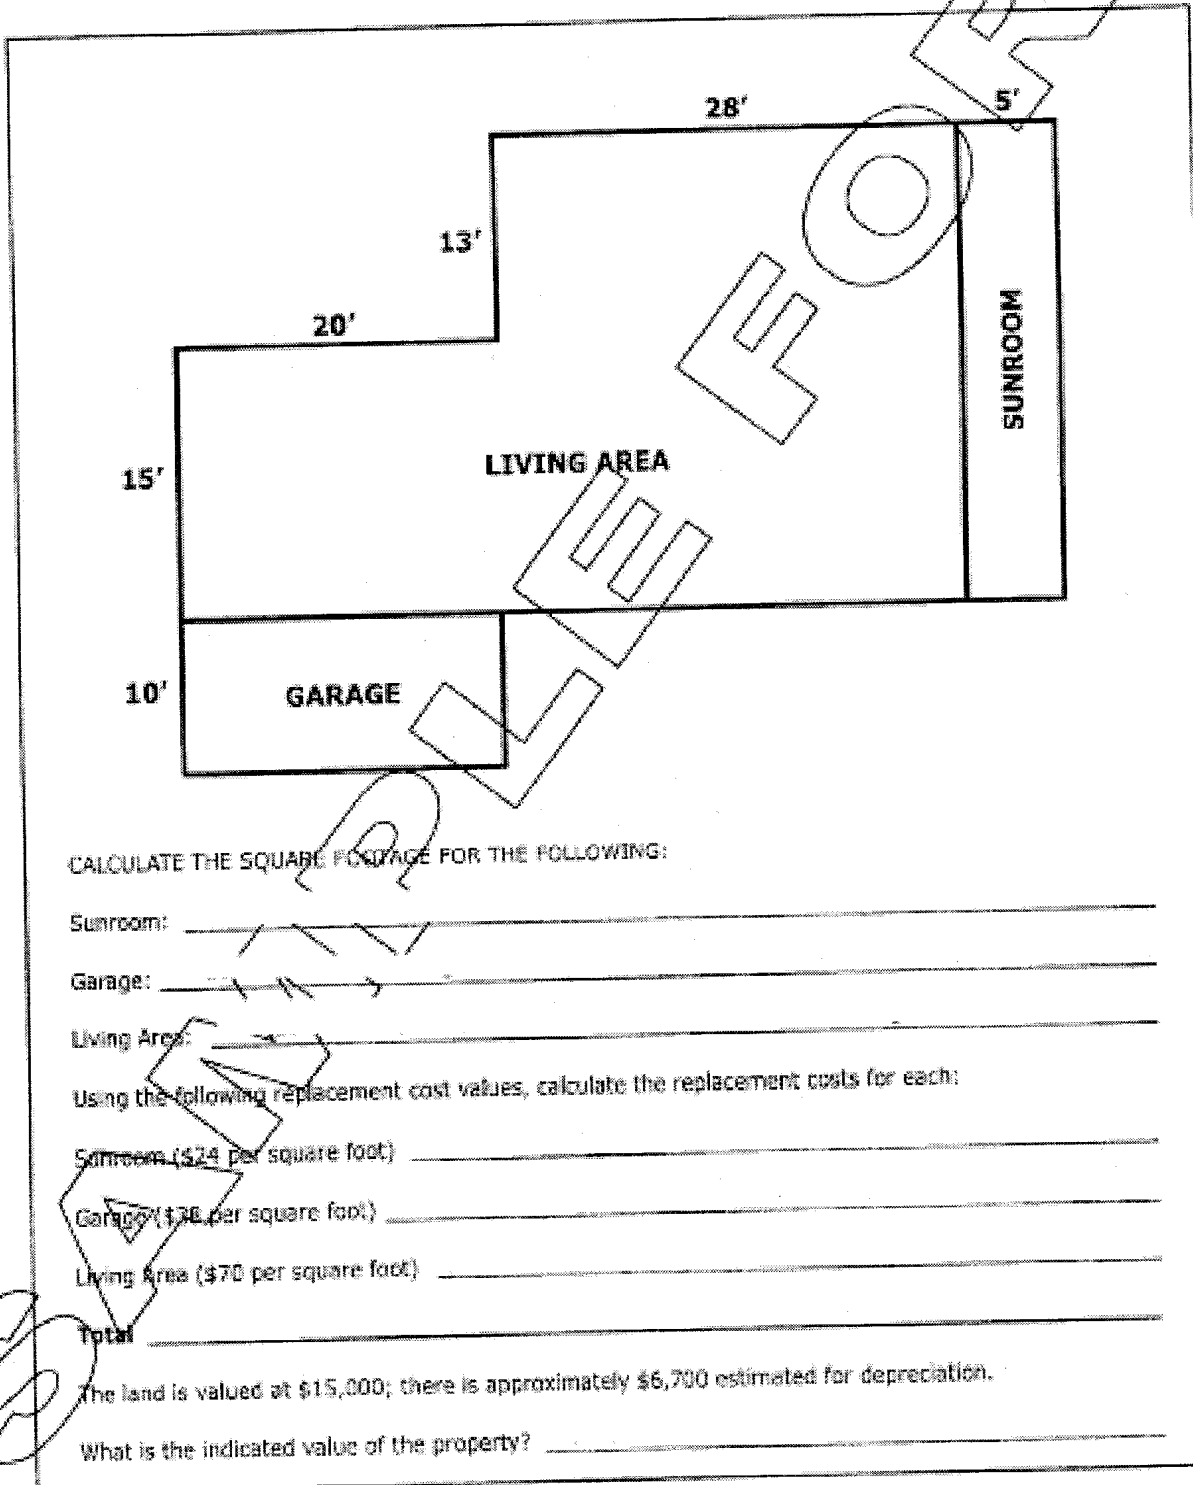 28' 5'
13'
20'
SUNROOM
15'
LIVING AREA
10'
GARAGE
CALCULATE THE SQUARE FOOTAGE FOR THE FOLLOWING:
Sunroom:
Garage:
Living Area:
Using the following replacement cost values, calculate the replacement costs for each:
Sunroom ($24 per square foot)
Garage ( per square foot)
Living Area ($70 per square foot)
Total
The land is valued at $15,000; there is approximately $6,700 estimated for depreciation.
What is the indicated value of the property?